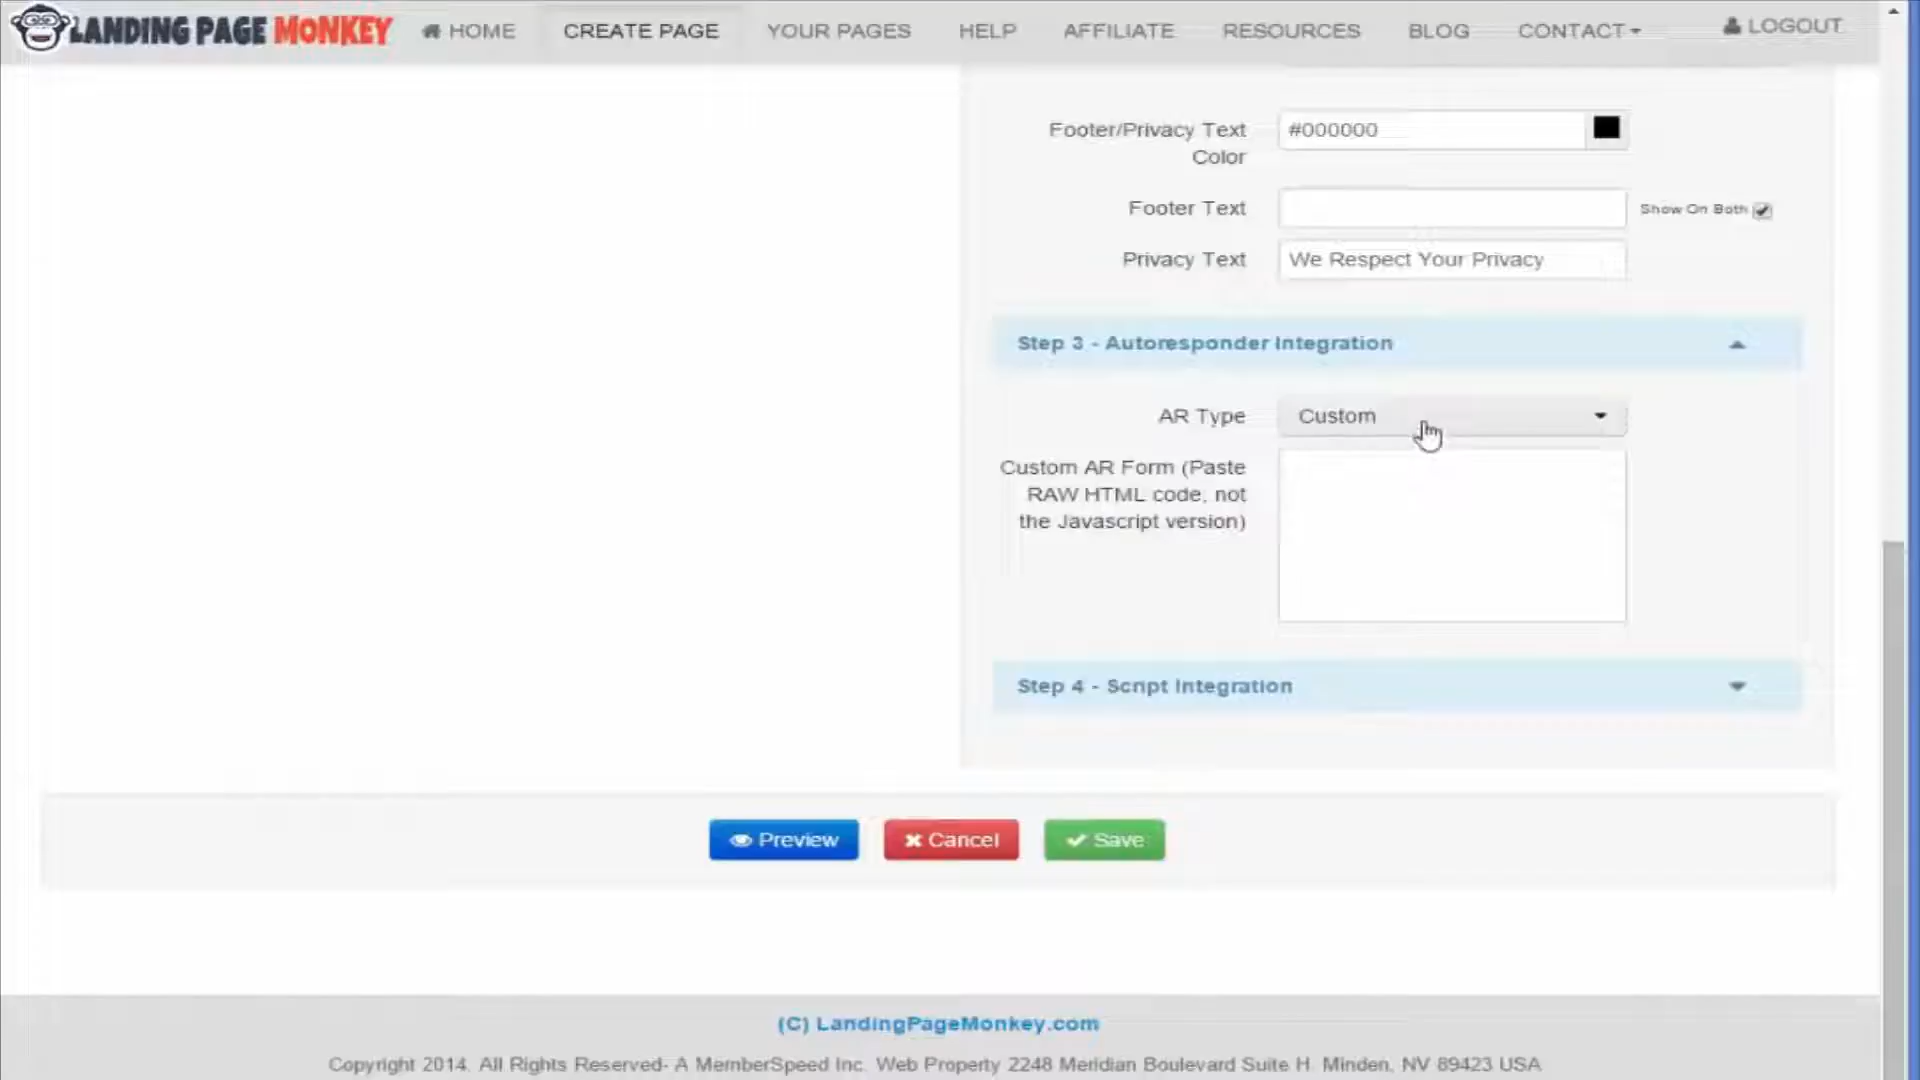 LANDING PAGE MONKEY HOME CREATE PAGE YOUR PAGES HELP AFFILIATE RESOURCES BLOG CONTACT LOGOUT
Footer/Privacy Text
Color
#000000
Footer Text
Show On Both
Privacy Text
We Respect Your Privacy
Step 3 - Autoresponder Integration
AR Type
Custom
Custom AR Form (Paste
RAW HTML code, not
the Javascript version)
Step 4 - Script Integration
Preview Cancel Save
(C) LandingPageMonkey.com
Copyright 2014. All Rights Reserved- A MemberSpeed Inc. Web Property 2248 Meridian Boulevard Suite H. Minden, NV 89423 USA